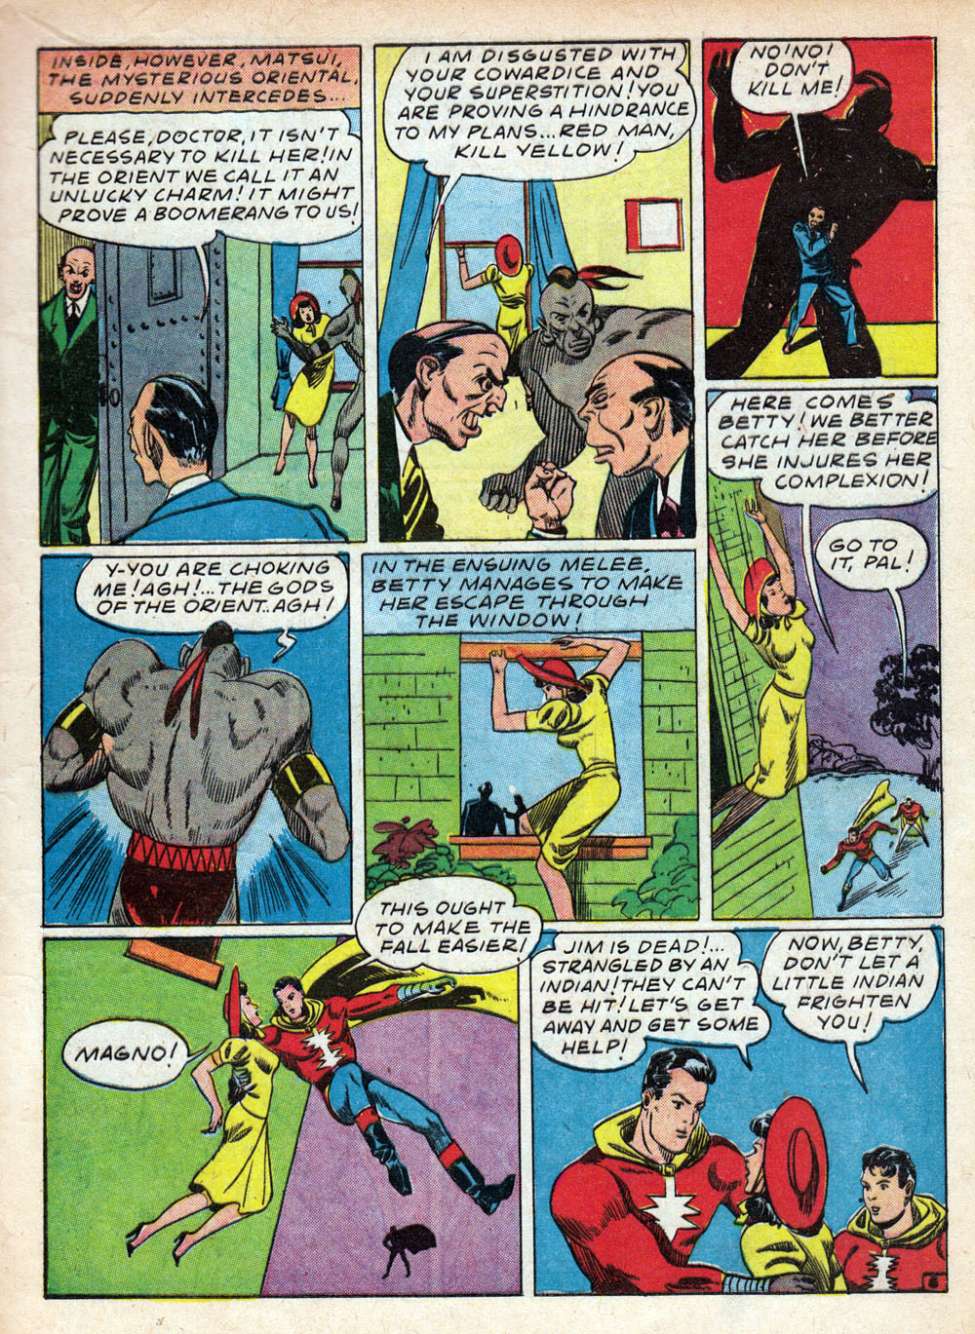 INSIDE, HOWEVER, MATSUI,
THE MYSTERIOUS ORIENTAL,
SUDDENLY INTERCEDES...
PLEASE, DOCTOR, IT ISN'T
NECESSARY TO KILL HER! IN
THE ORIENT WE CALL IT AN
UNLUCKY CHARM! IT MIGHT
PROVE A BOOMERANG TO US!
I AM DISGUSTED WITH
YOUR COWARDICE AND
YOUR SUPERSTITION! YOU
ARE PROVING A HINDRANCE
TO MY PLANS... RED MAN,
KILL YELLOW!
NO! NO!
DON'T
KILL ME!
Y-YOU ARE CHOKING
ME! AGH!... THE GODS
OF THE ORIENT.. AGH!
IN THE ENSUING MELEE,
BETTY MANAGES TO MAKE
HER ESCAPE THROUGH
THE WINDOW!
HERE COMES
BETTY! WE BETTER
CATCH HER BEFORE
SHE INJURES HER
COMPLEXION!
GO TO
IT, PAL!
MAGNO!
THIS OUGHT
TO MAKE THE
FALL EASIER!
JIM IS DEAD!...
STRANGLED BY AN
INDIAN! THEY CAN'T
BE HIT! LET'S GET
AWAY AND GET SOME
HELP!
NOW, BETTY,
DON'T LET A
LITTLE INDIAN
FRIGHTEN
YOU!
6